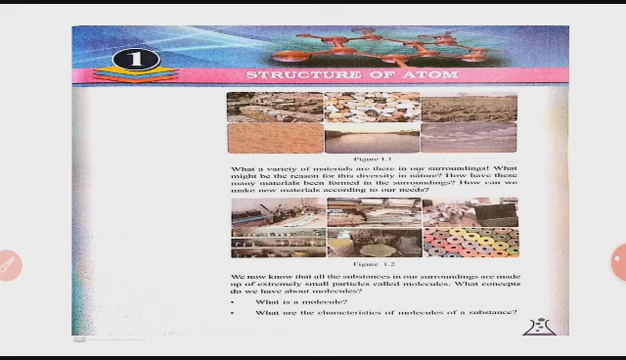 1
STRUCTURE OF ATOM
Figure 1.1
What a variety of materials are there in our surroundings! What
might be the reason for this diversity in nature? How have these
many materials been formed in the surroundings? How can we
make new materials according to our needs?
Figure 1.2
We now know that all the substances in our surroundings are made
up of extremely small particles called molecules. What concepts
do we have about molecules?
• What is a molecule?
• What are the characteristics of molecules of a substance?